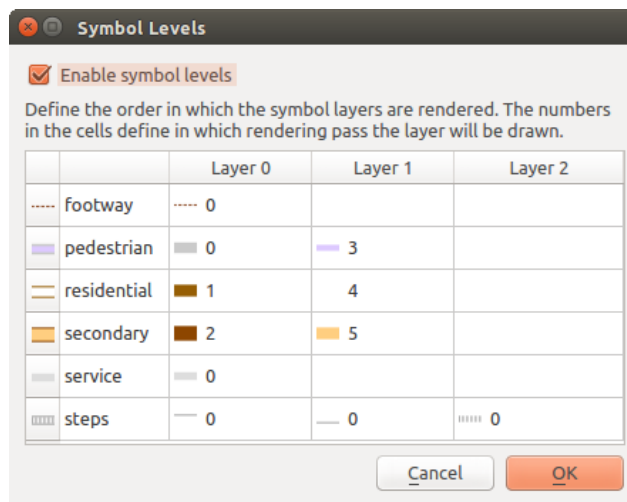 Symbol Levels
Enable symbol levels
Define the order in which the symbol layers are rendered. The numbers
in the cells define in which rendering pass the layer will be drawn.
Layer 0 Layer 1 Layer 2
footway 0
pedestrian 0 3
residential 1 4
secondary 2 5
service 0
steps 0 0 0
Cancel OK